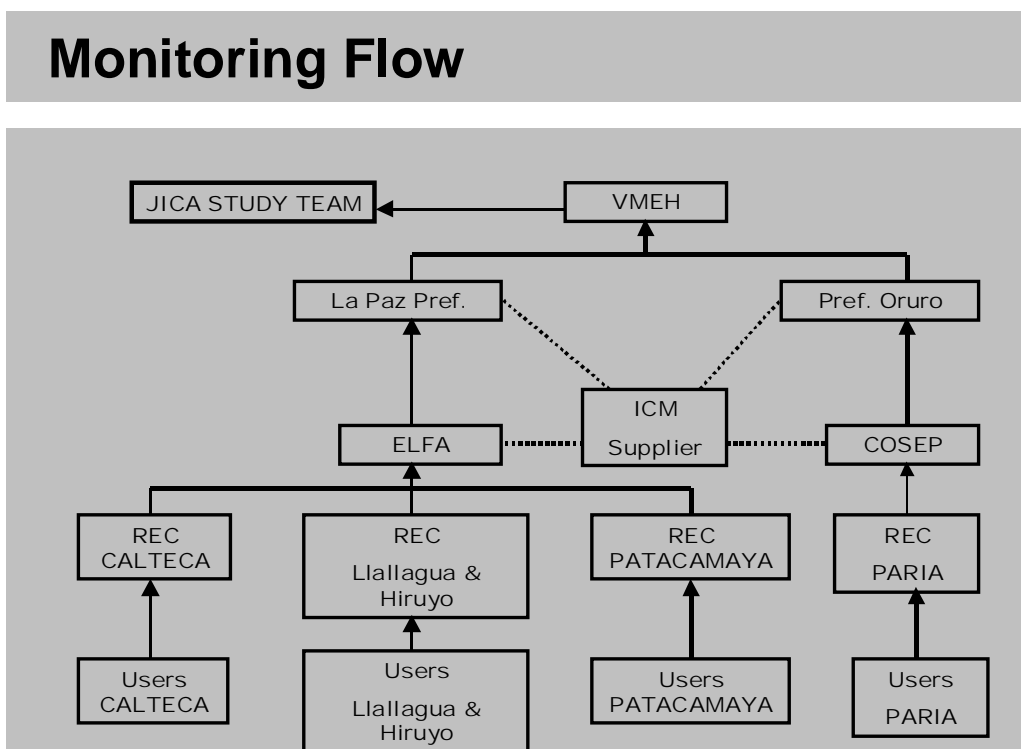 Monitoring Flow
JICA STUDY TEAM
VMEH
La Paz Pref.
Pref. Oruro
ICM
Supplier
ELFA
COSEP
REC
CALTECA
REC
Llallagua &
Hiruyo
REC
PATACAMAYA
REC
PARIA
Users
CALTECA
Users
Llallagua &
Hiruyo
Users
PATACAMAYA
Users
PARIA